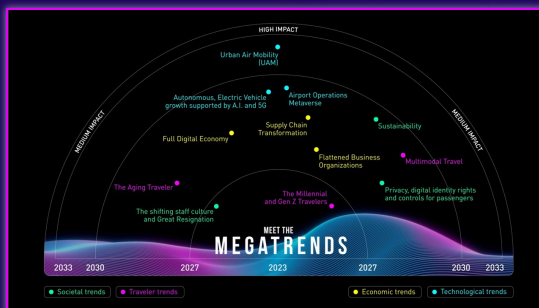 HIGH IMPACT
MEDIUM IMPACT
MEDIUM IMPACT
Urban Air Mobility
(UAM)
Autonomous, Electric Vehicle
growth supported by A.I. and 5G
Airport Operations
Metaverse
Supply Chain
Transformation
Sustainability
Full Digital Economy
Flattened Business
Organizations
Multimodal Travel
The Aging Traveler
Privacy, digital identity rights
and controls for passengers
The shifting staff culture
and Great Resignation
The Millennial
and Gen Z Travelers
MEET THE
MEGATRENDS
2033 2030 2027 2023 2027 2030 2033
Societal trends
Traveler trends
Economic trends
Technological trends